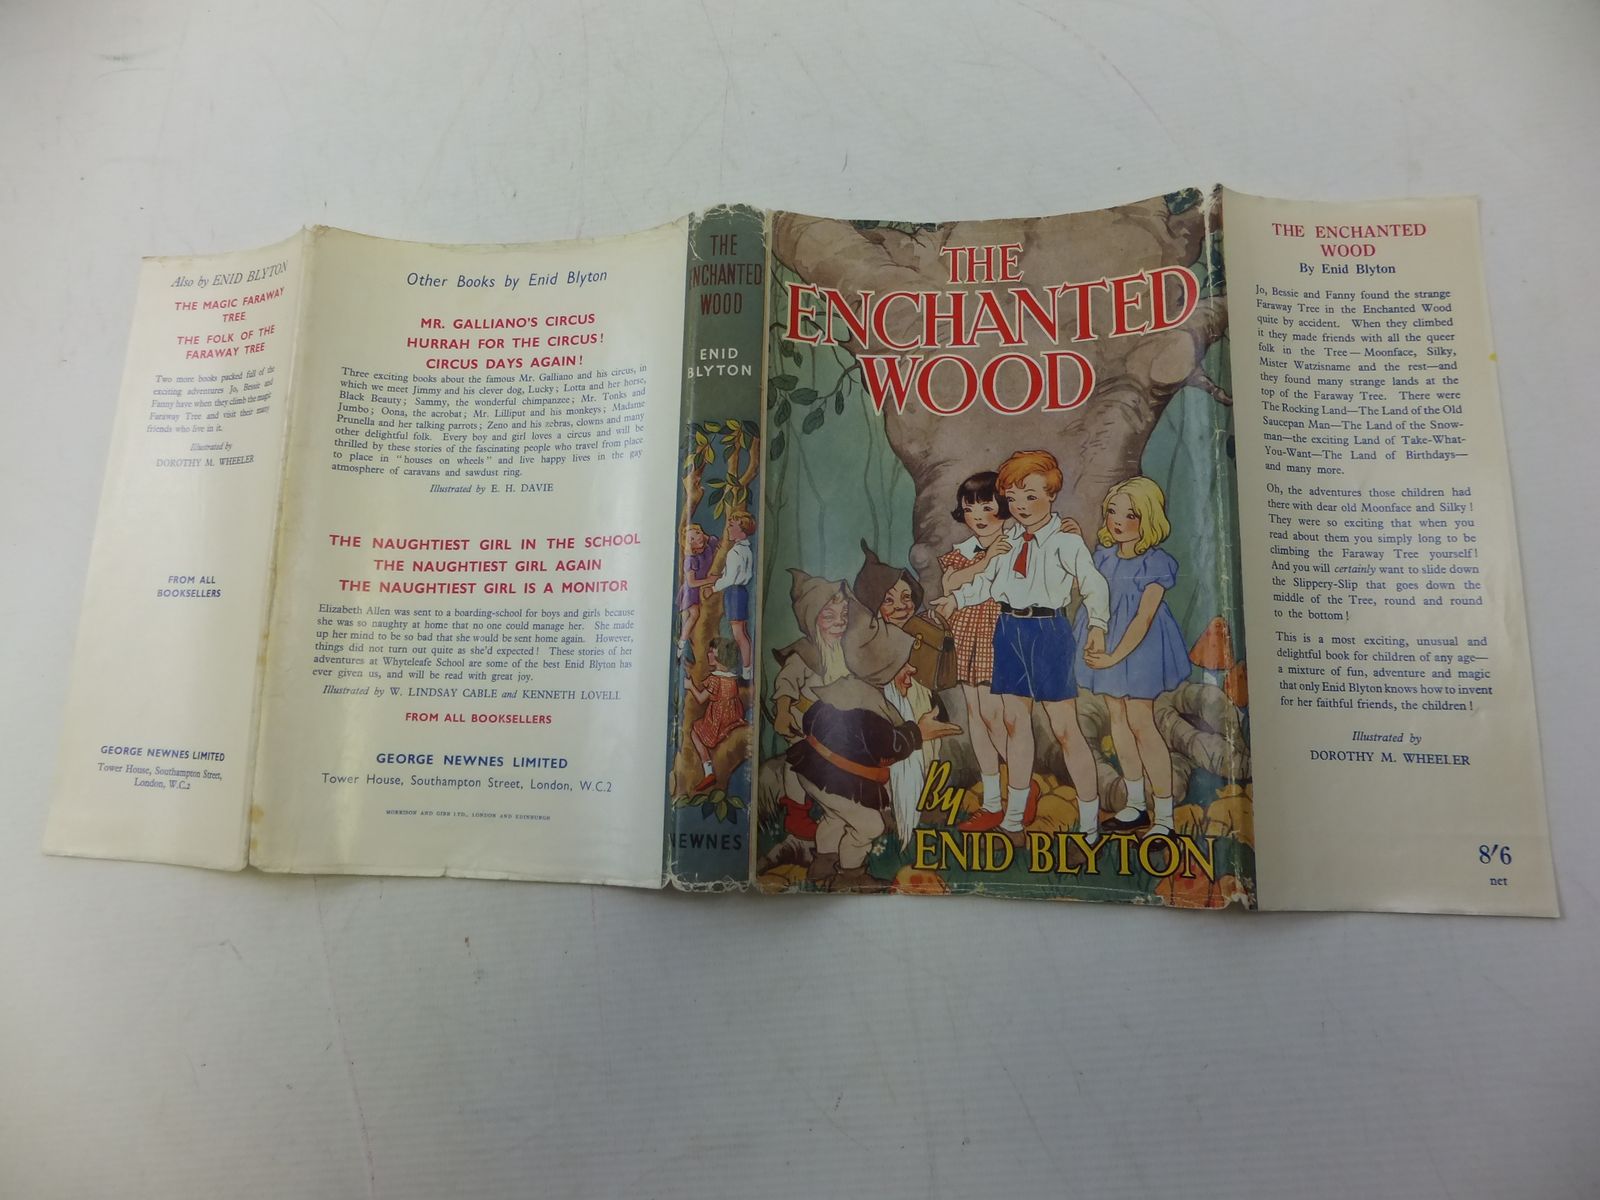 Also by ENID BLYTON
THE MAGIC FARAWAY
TREE
THE FOLK OF THE
FARAWAY TREE
Two more books packed full of the
exciting adventures Jo, Bessie and
Fanny have when they climb the magic
Faraway Tree and visit their many
friends who live in it.
Illustrated by
DOROTHY M. WHEELER
FROM ALL
BOOKSELLERS
GEORGE NEWNES LIMITED
Tower House, Southampton Street,
London, W.C.2
Other Books by Enid Blyton
MR. GALLIANO'S CIRCUS
HURRAH FOR THE CIRCUS!
CIRCUS DAYS AGAIN!
Three exciting books about the famous Mr. Galliano and his circus, in
which we meet Jimmy and his clever dog, Lucky; Lotta and her horse,
Black Beauty; Sammy, the wonderful chimpanzee; Mr. Tonks and
Jumbo; Oona, the acrobat; Mr. Lilliput and his monkeys; Madame
Prunella and her talking parrots; Zeno and his zebras, clowns and many
other delightful folk. Every boy and girl loves a circus and will be
thrilled by these stories of the fascinating people who travel from place
to place in "houses on wheels" and live happy lives in the gay
atmosphere of caravans and sawdust ring.
Illustrated by E. H. DAVIE
THE NAUGHTIEST GIRL IN THE SCHOOL
THE NAUGHTIEST GIRL AGAIN
THE NAUGHTIEST GIRL IS A MONITOR
Elizabeth Allen was sent to a boarding-school for boys and girls because
she was so naughty at home that no one could manage her. She made
up her mind to be so bad that she would be sent home again. However,
things did not turn out quite as she'd expected! These stories of her
adventures at Whyteleafe School are some of the best Enid Blyton has
ever given us, and will be read with great joy.
Illustrated by W. LINDSAY CABLE and KENNETH LOVELL
FROM ALL BOOKSELLERS
GEORGE NEWNES LIMITED
Tower House, Southampton Street, London, W.C.2
MORRISON AND GIBB LTD., LONDON AND EDINBURGH
THE
ENCHANTED
WOOD
ENID
BLYTON
NEWNES
THE
ENCHANTED
WOOD
By
ENID BLYTON
THE ENCHANTED
WOOD
By Enid Blyton
Jo, Bessie and Fanny found the strange
Faraway Tree in the Enchanted Wood
quite by accident. When they climbed
it they made friends with all the queer
folk in the Tree—Moonface, Silky,
Mister Watzisname and the rest—and
they found many strange lands at the
top of the Faraway Tree. There were
The Rocking Land—The Land of the Old
Saucepan Man—The Land of the Snow-
man—the exciting Land of Take-What-
You-Want—The Land of Birthdays—
and many more.
Oh, the adventures those children had
there with dear old Moonface and Silky!
They were so exciting that when you
read about them you simply long to be
climbing the Faraway Tree yourself!
And you will certainly want to slide down
the Slippery-Slip that goes down the
middle of the Tree, round and round
to the bottom!
This is a most exciting, unusual and
delightful book for children of any age—
a mixture of fun, adventure and magic
that only Enid Blyton knows how to invent
for her faithful friends, the children!
Illustrated by
DOROTHY M. WHEELER
8/6
net